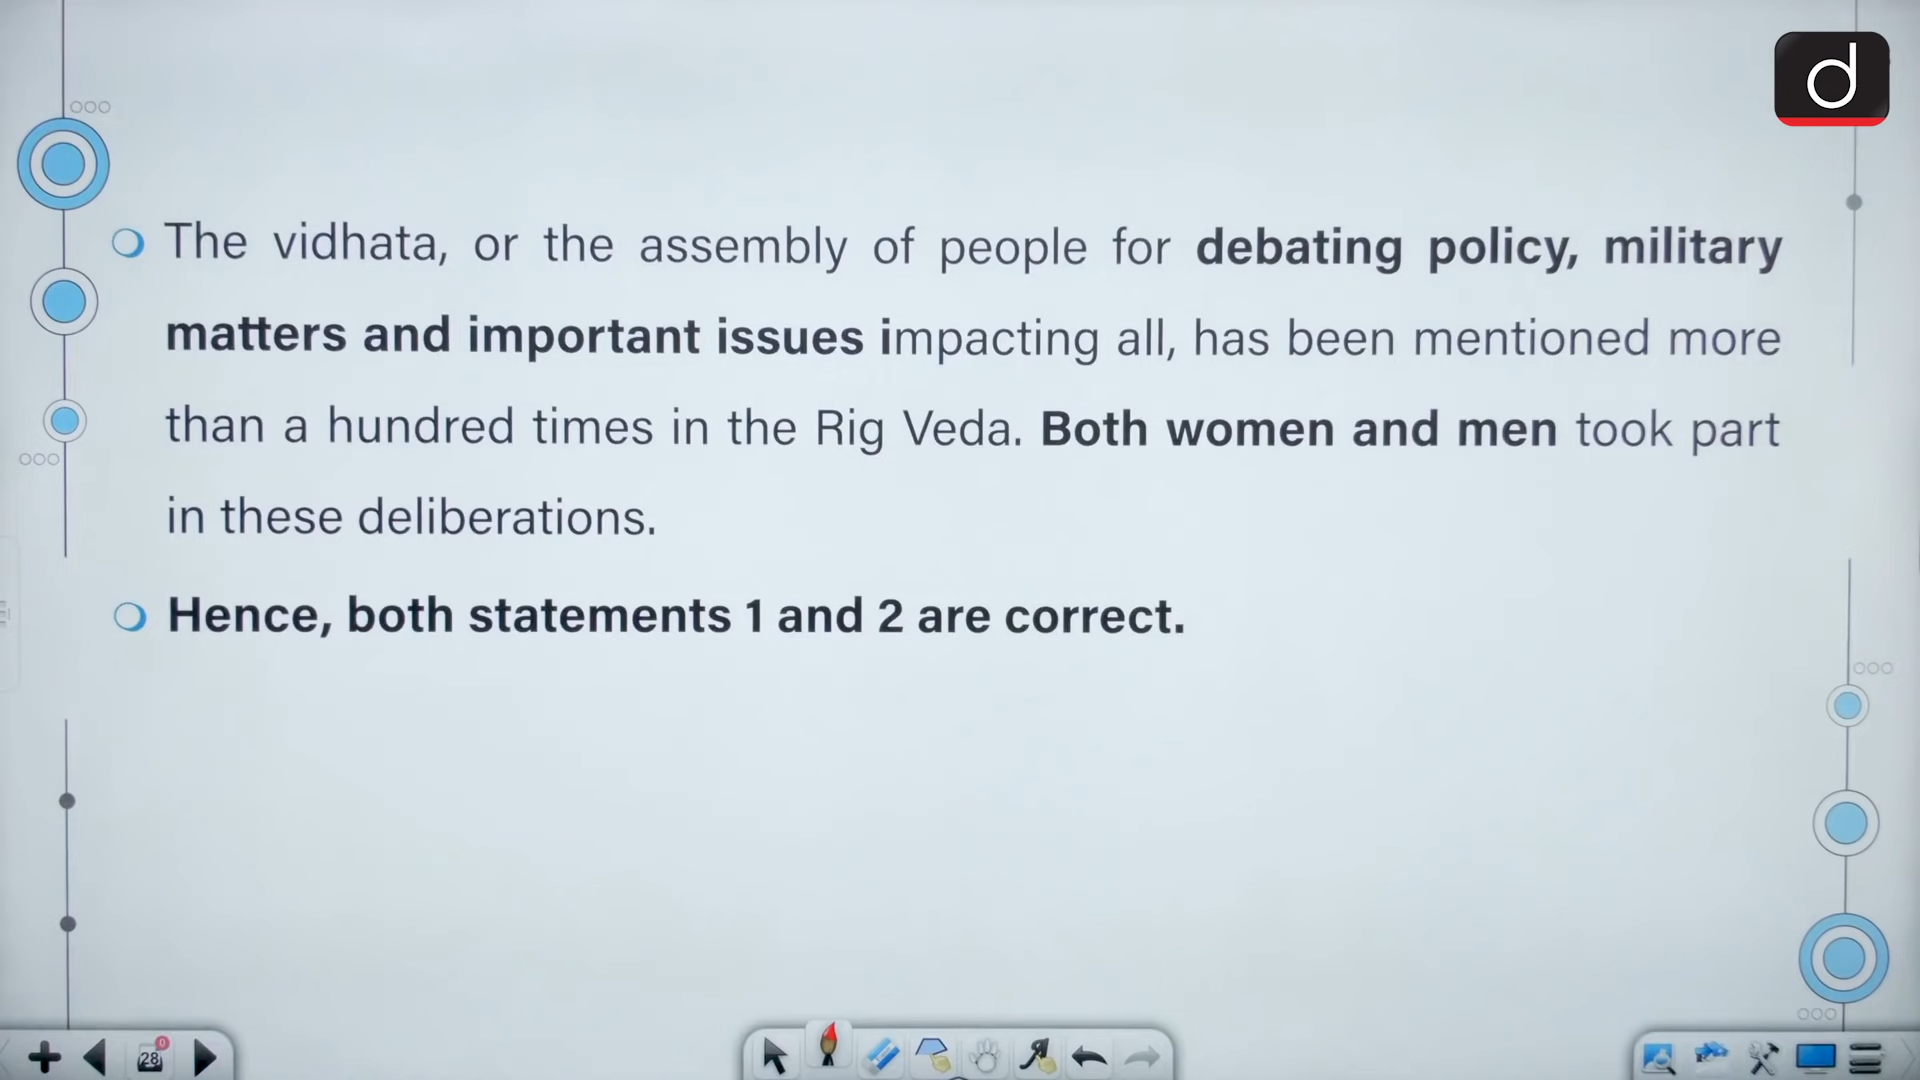 d
The vidhata, or the assembly of people for debating policy, military
matters and important issues impacting all, has been mentioned more
than a hundred times in the Rig Veda. Both women and men took part
in these deliberations.
Hence, both statements 1 and 2 are correct.
0
28